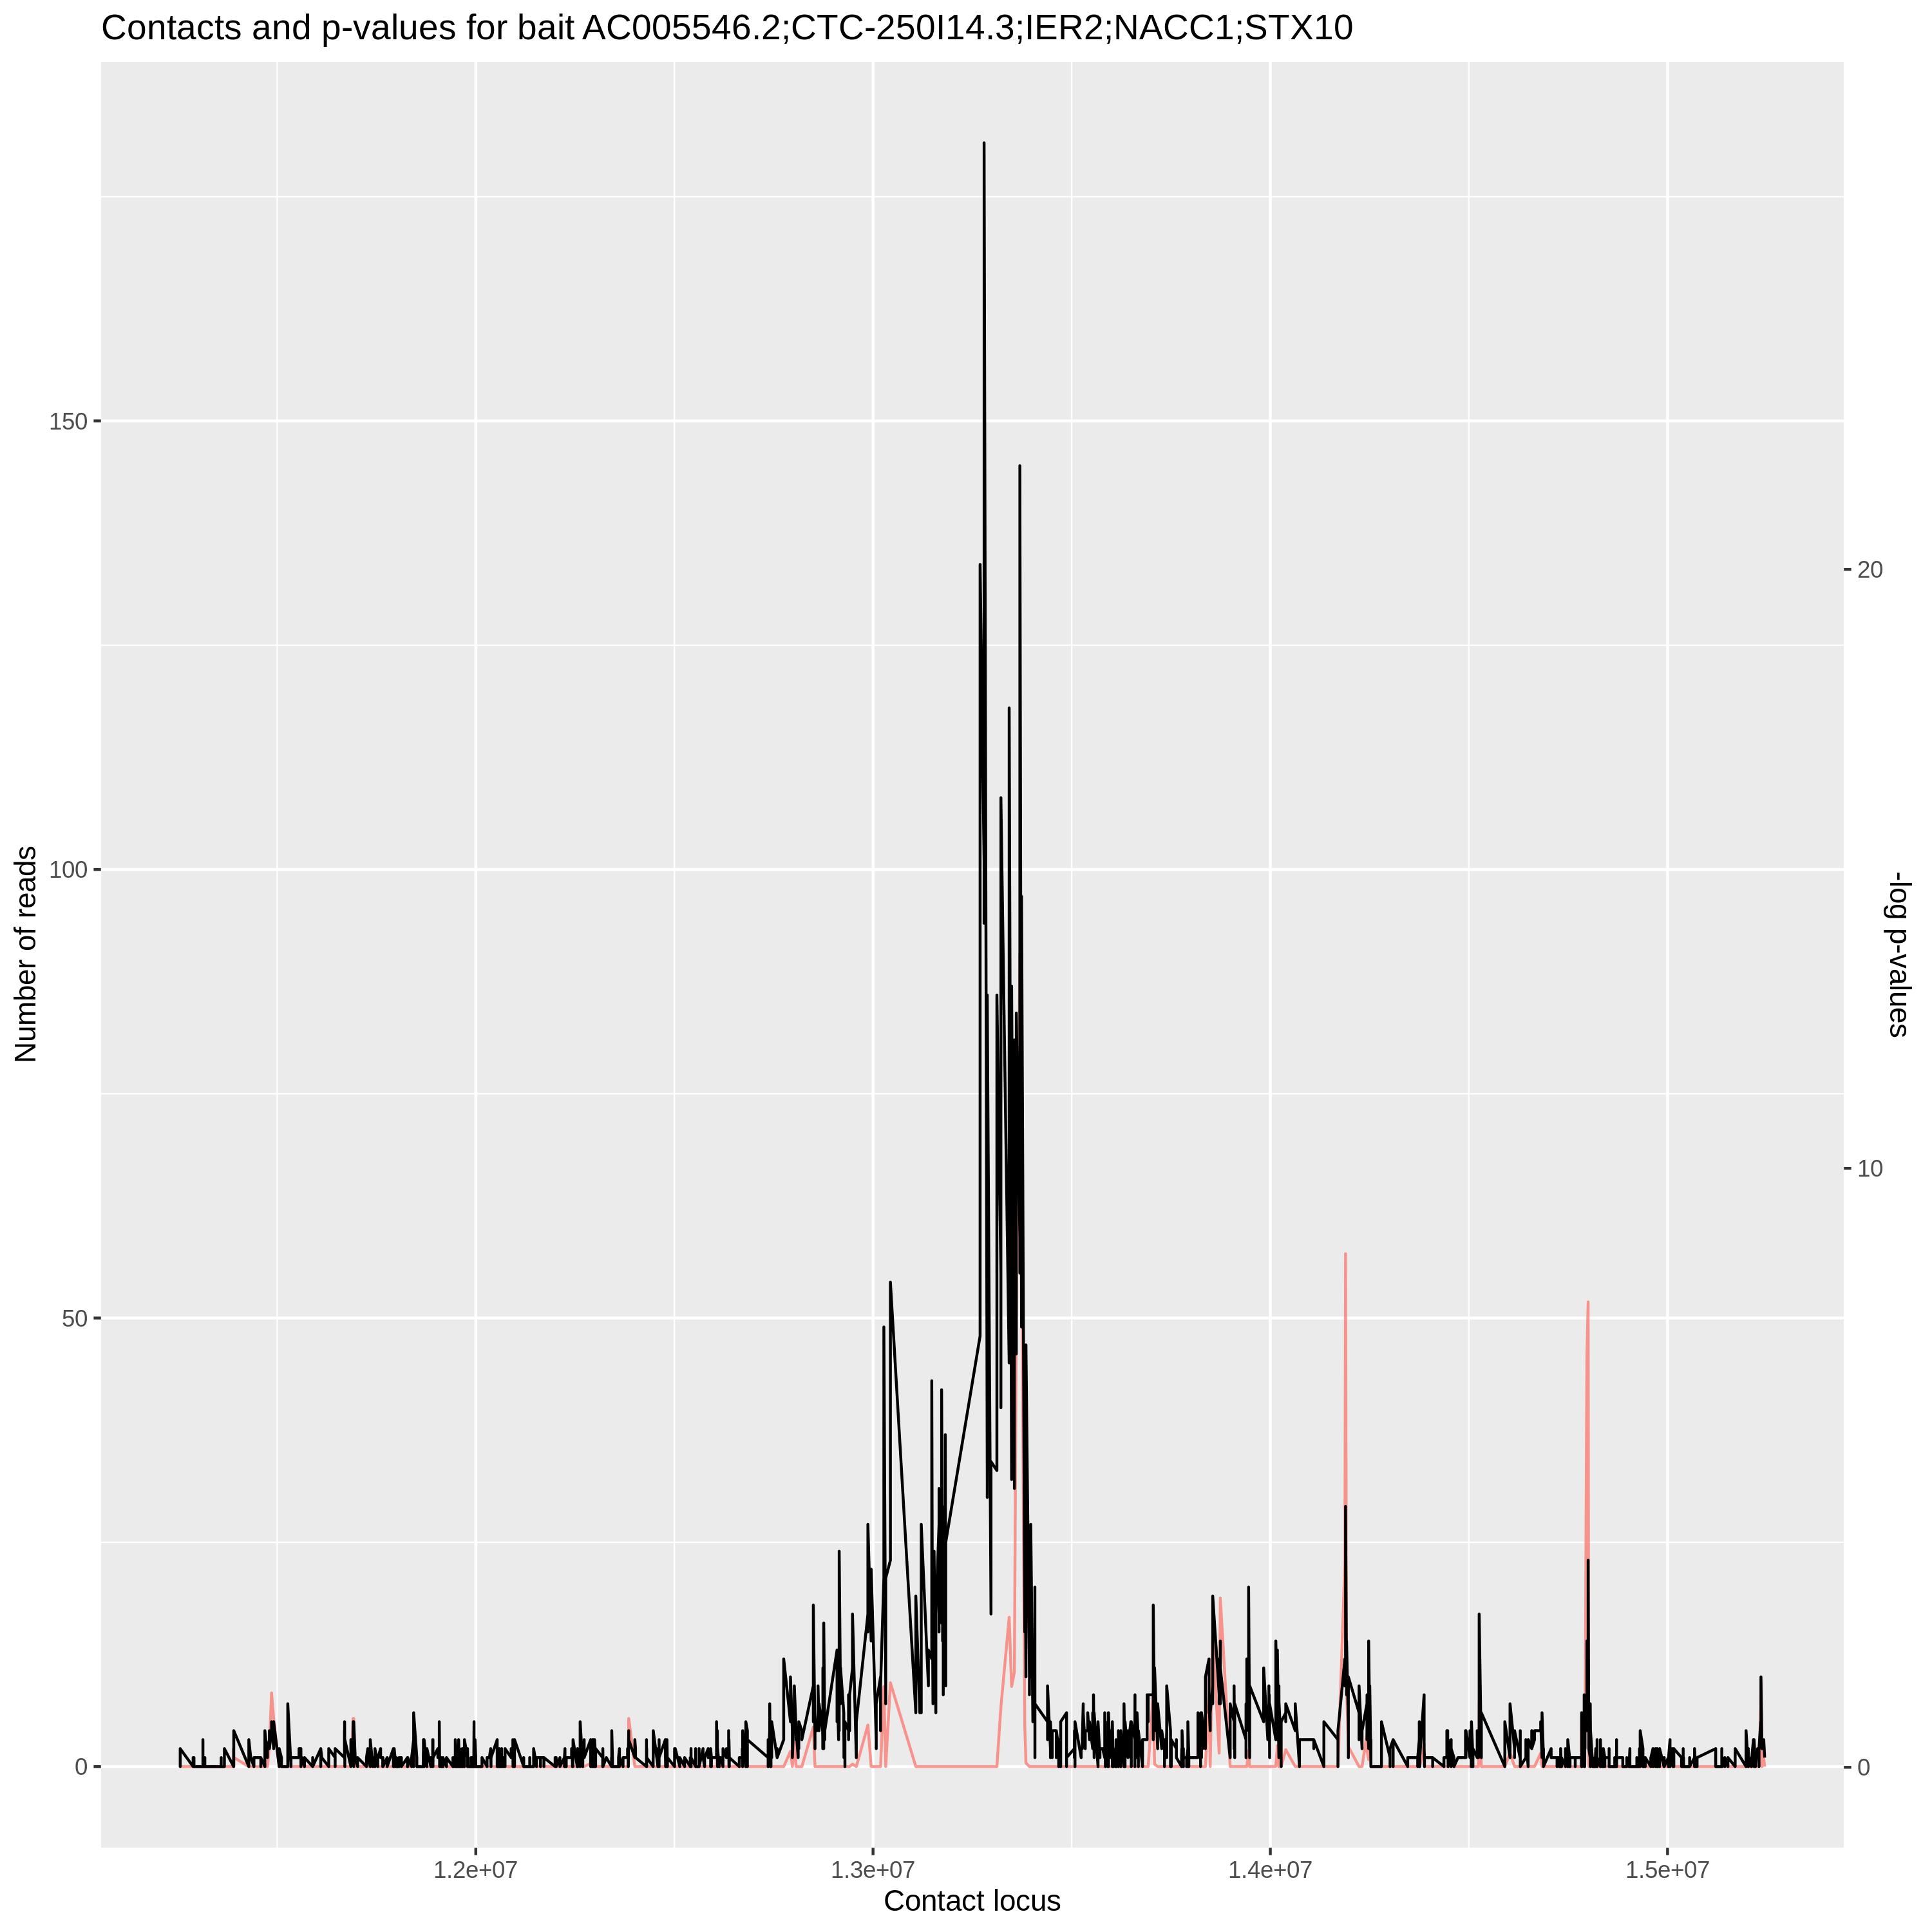 Contacts and p-values for bait AC005546.2;CTC-250I14.3;IER2;NACC1;STX10
150
100
50
0
Number of reads
20
10
0
-log p-values
1.2e+07
1.3e+07
1.4e+07
1.5e+07
Contact locus